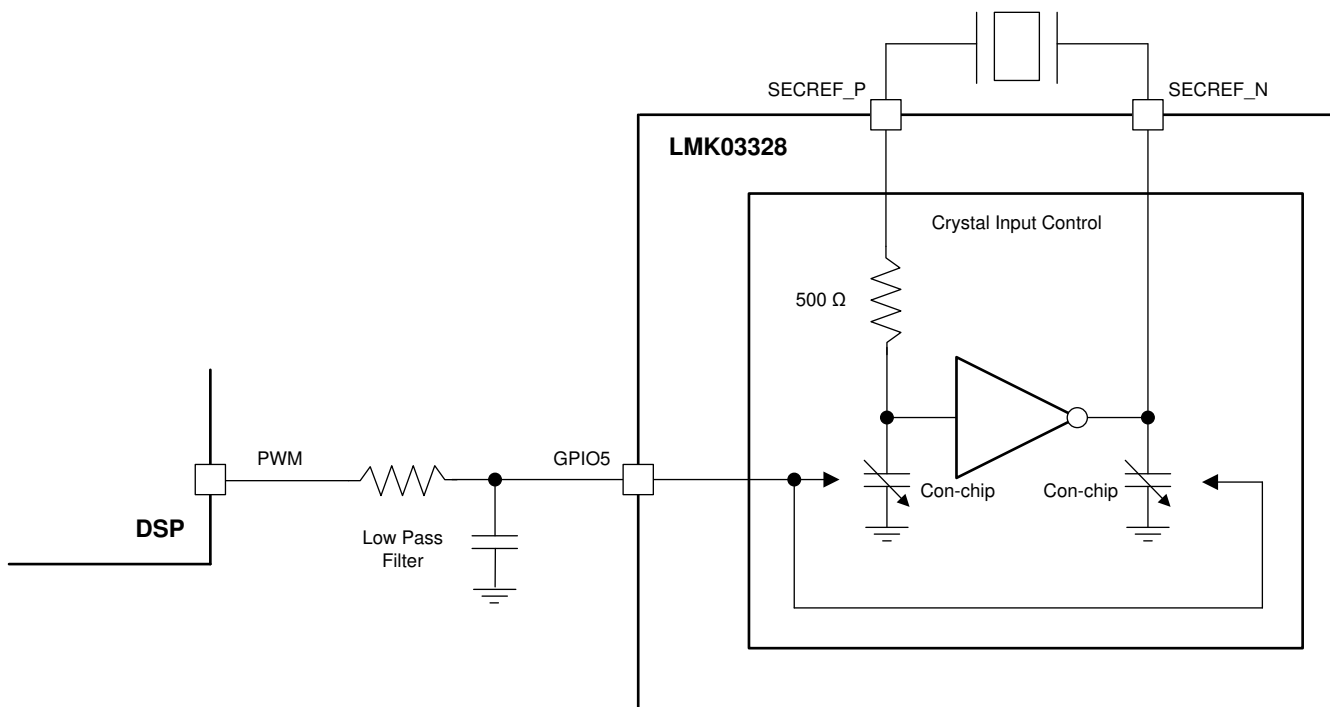 SECREF_P
SECREF_N
LMK03328
Crystal Input Control
500 Ω
PWM
GPIO5
Con-chip
Con-chip
DSP
Low Pass
Filter